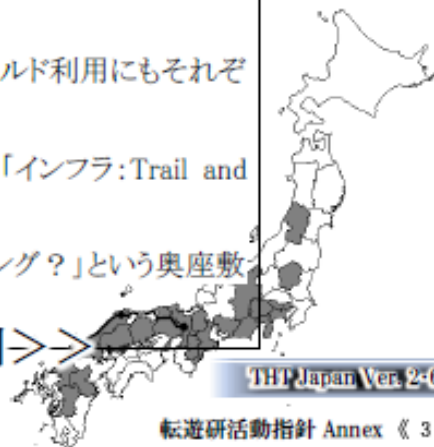 ルド利用にもそれぞ
「インフラ:Trail and
ング？」という奥座敷
>->
THT Japan Ver. 2-
転遊研活動指針 Annex 《 3